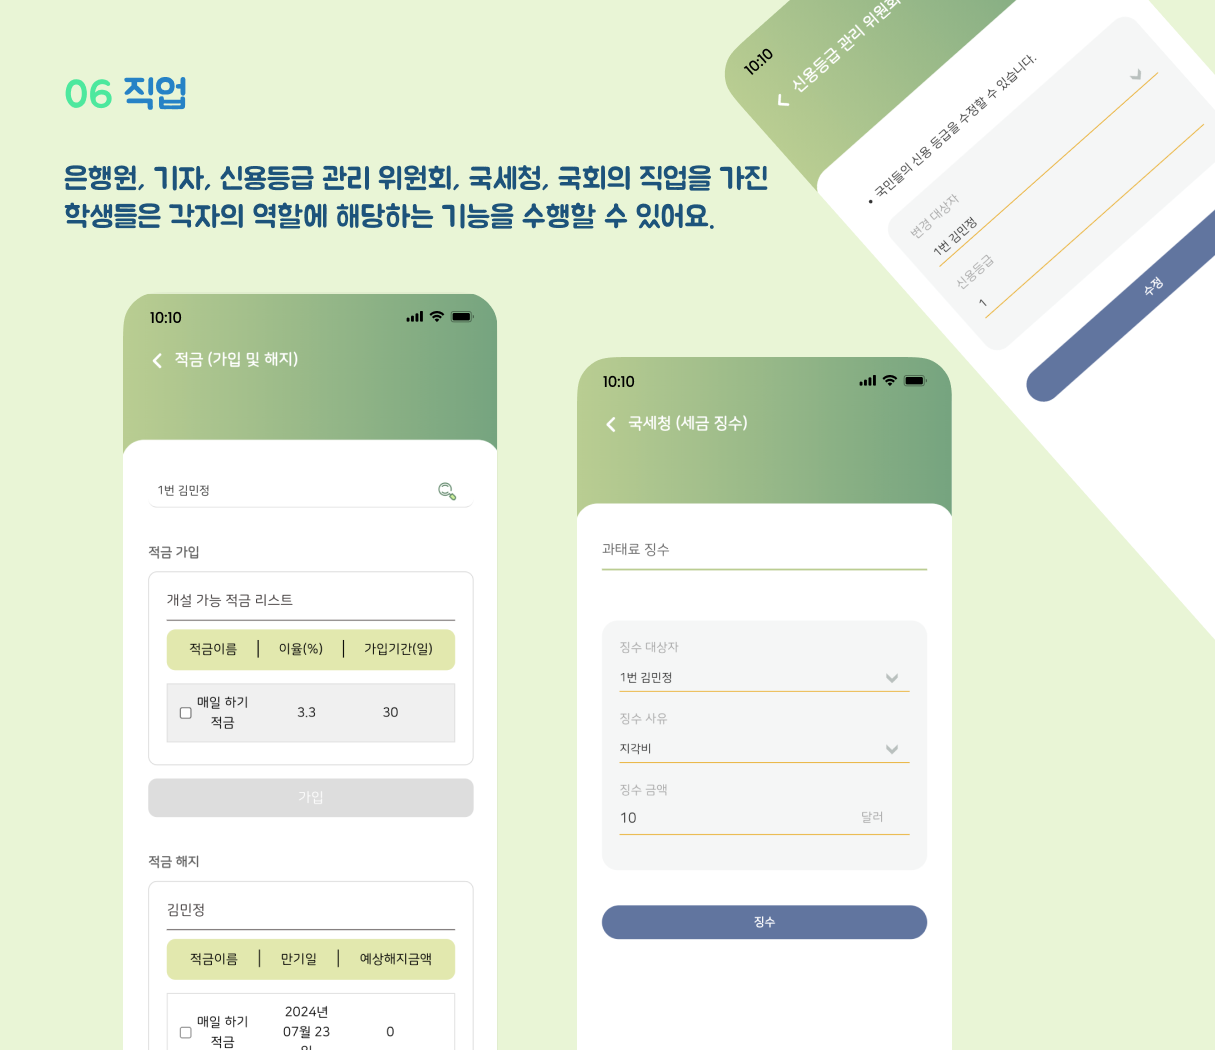 06 직업
은행원, 기자, 신용등급 관리 위원회, 국세청, 국회의 직업을 가진
학생들은 각자의 역할에 해당하는 기능을 수행할 수 있어요.
10:10
신용등급 관리 위원회
• 국민들의 신용 등급을 수정할 수 있습니다.
변경 대상자
1번 김민정
신용등급
1
수정
10:10
적금 (가입 및 해지)
1번 김민정
적금 가입
개설 가능 적금 리스트
적금이름 | 이율(%) | 가입기간(일)
매일 하기
적금 3.3 30
가입
적금 해지
김민정
적금이름 | 만기일 | 예상해지금액
매일 하기
적금
2024년
07월 23
0
10:10
국세청 (세금 징수)
과태료 징수
징수 대상자
1번 김민정
징수 사유
지각비
징수 금액
10 달러
징수